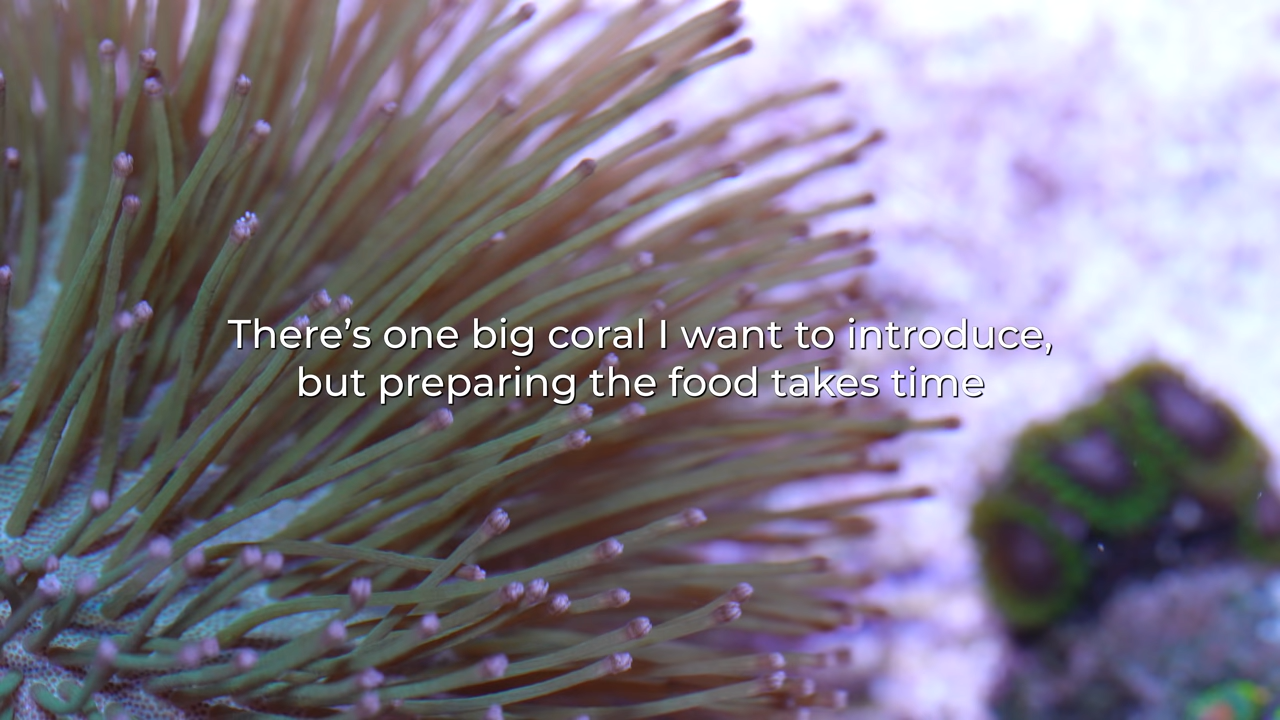 There’s one big coral I want to introduce,
but preparing the food takes time